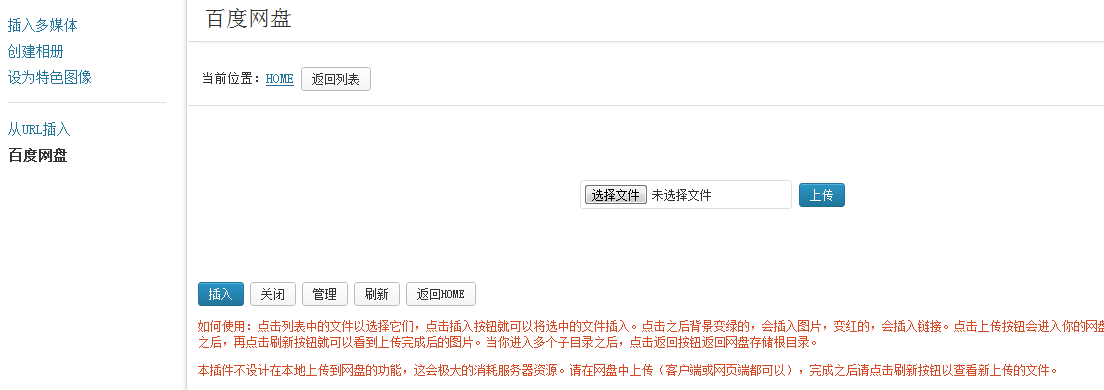 插入多媒体
创建相册
设为特色图像
从URL插入
百度网盘
百度网盘
当前位置：HOME 返回列表
选择文件 未选择文件 上传
插入 关闭 管理 刷新 返回HOME
如何使用：点击列表中的文件以选择它们，点击插入按钮就可以将选中的文件插入。点击之后背景变绿的，会插入图片，变红的，会插入链接。点击上传按钮会进入你的网盘
之后，再点击刷新按钮就可以看到上传完成后的图片。当你进入多个子目录之后，点击返回按钮返回网盘存储根目录。
本插件不设计在本地上传到网盘的功能，这会极大的消耗服务器资源。请在网盘中上传（客户端或网页端都可以），完成之后请点击刷新按钮以查看新上传的文件。